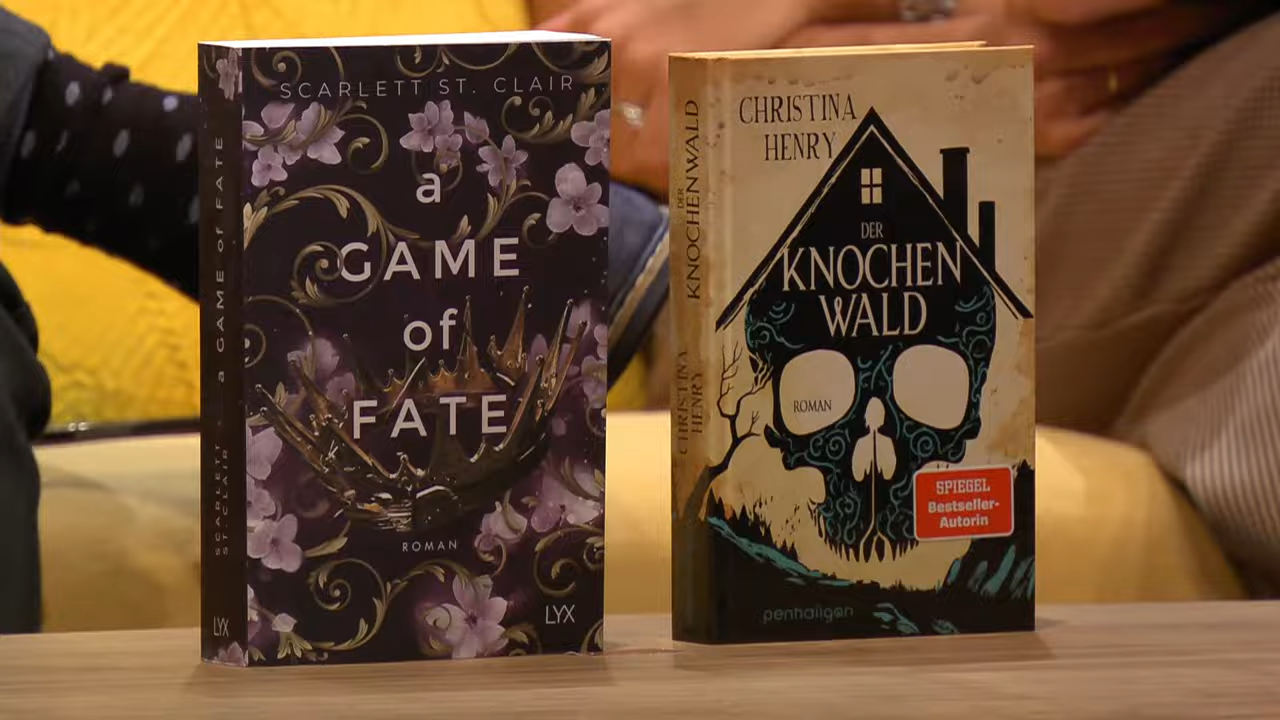 SCARLETT ST. CLAIR
a
GAME
of
FATE
ROMAN
LYX
a GAME of FATE
SCARLETT
ST. CLAIR
LYX
CHRISTINA
HENRY
DER
KNOCHEN
WALD
ROMAN
SPIEGEL
Bestseller-
Autorin
penhaligon
DER
KNOCHENWALD
CHRISTINA
HENRY